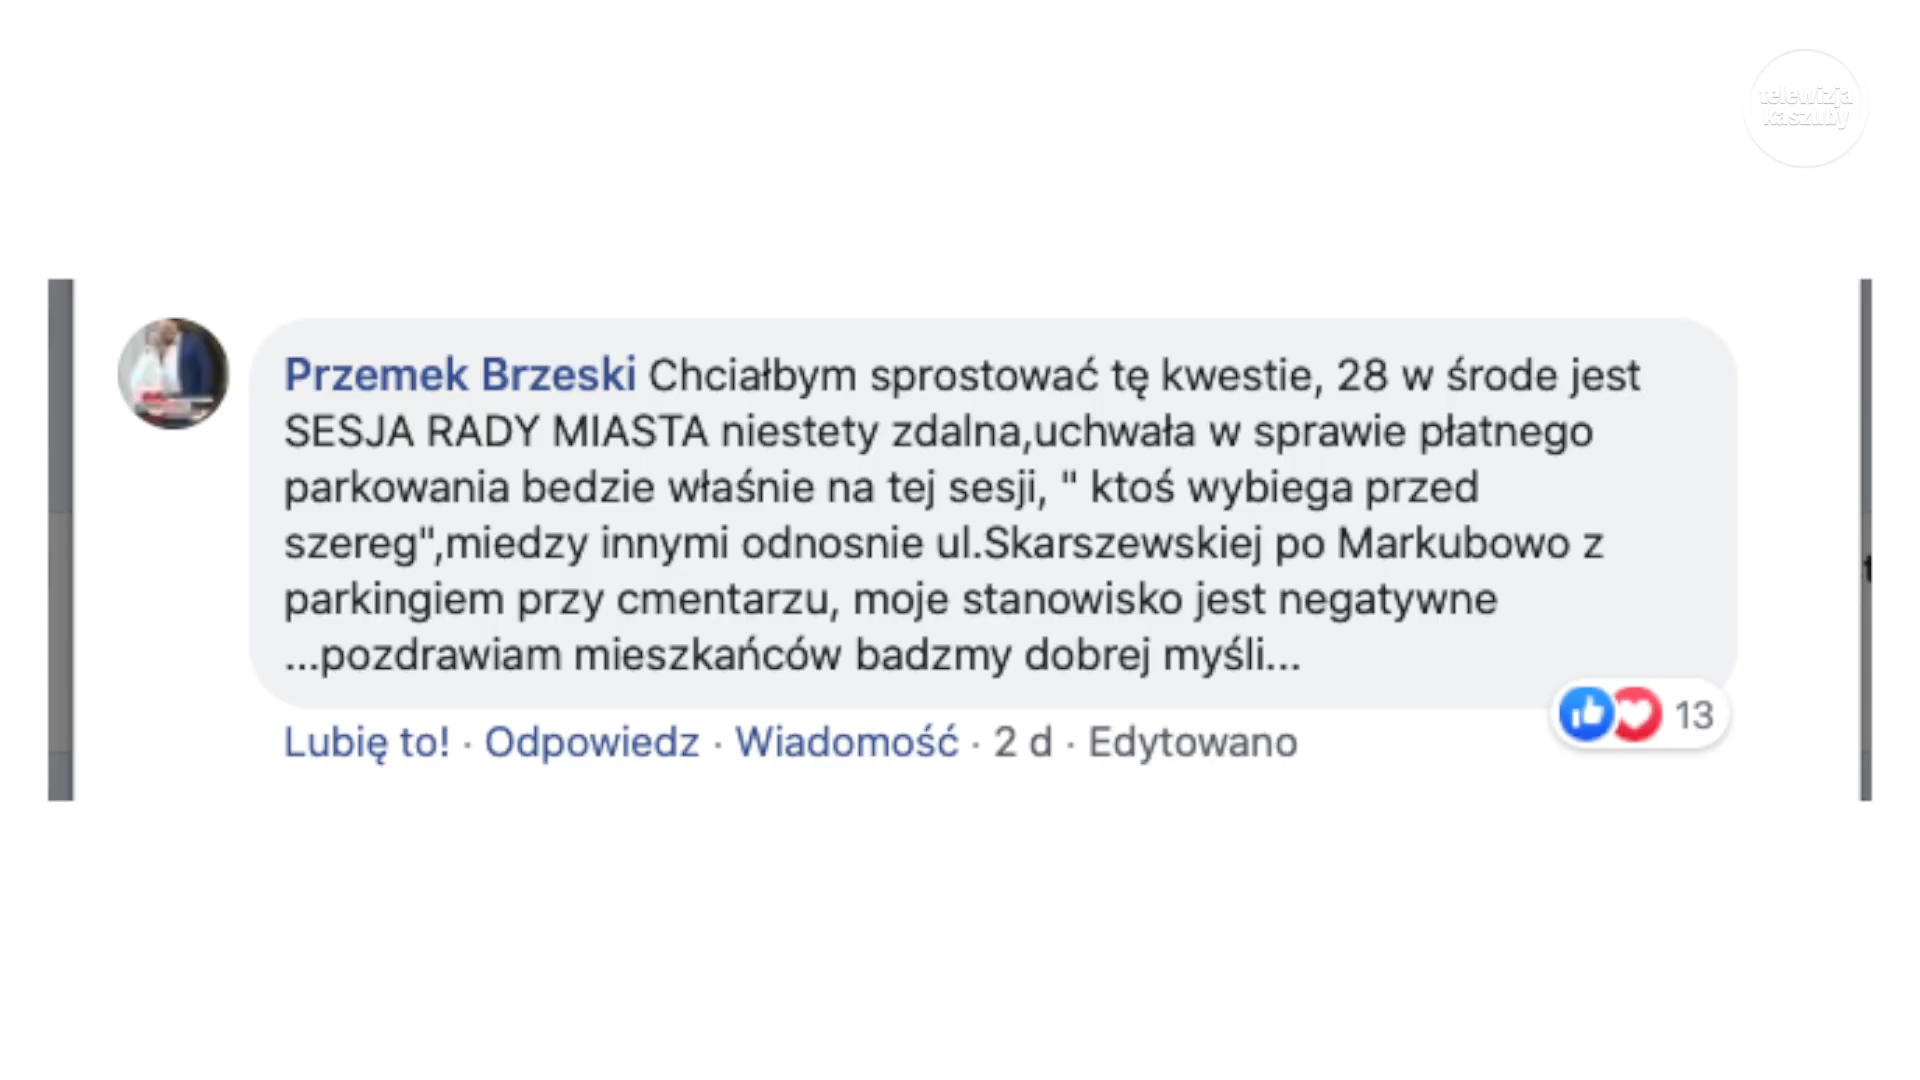 telewizja
kaszuby
Przemek Brzeski Chciałbym sprostować tę kwestie, 28 w środe jest
SESJA RADY MIASTA niestety zdalna,uchwała w sprawie płatnego
parkowania bedzie właśnie na tej sesji, " ktoś wybiega przed
szereg",miedzy innymi odnosnie ul.Skarszewskiej po Markubowo z
parkingiem przy cmentarzu, moje stanowisko jest negatywne
...pozdrawiam mieszkańców badzmy dobrej myśli...
13
Lubię to! · Odpowiedz · Wiadomość · 2 d · Edytowano